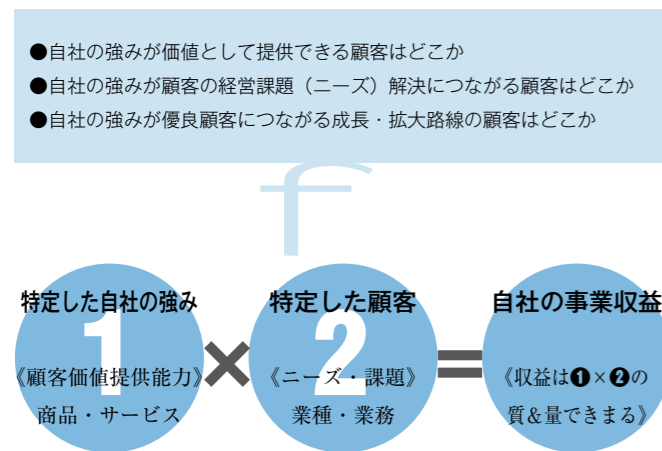 ●自社の強みが価値として提供できる顧客はどこか
●自社の強みが顧客の経営課題（ニーズ）解決につながる顧客はどこか
●自社の強みが優良顧客につながる成長・拡大路線の顧客はどこか
f
特定した自社の強み
1
《顧客価値提供能力》
商品・サービス
×
特定した顧客
2
《ニーズ・課題》
業種・業務
＝
自社の事業収益
《収益は❶×❷の
質&量できまる》